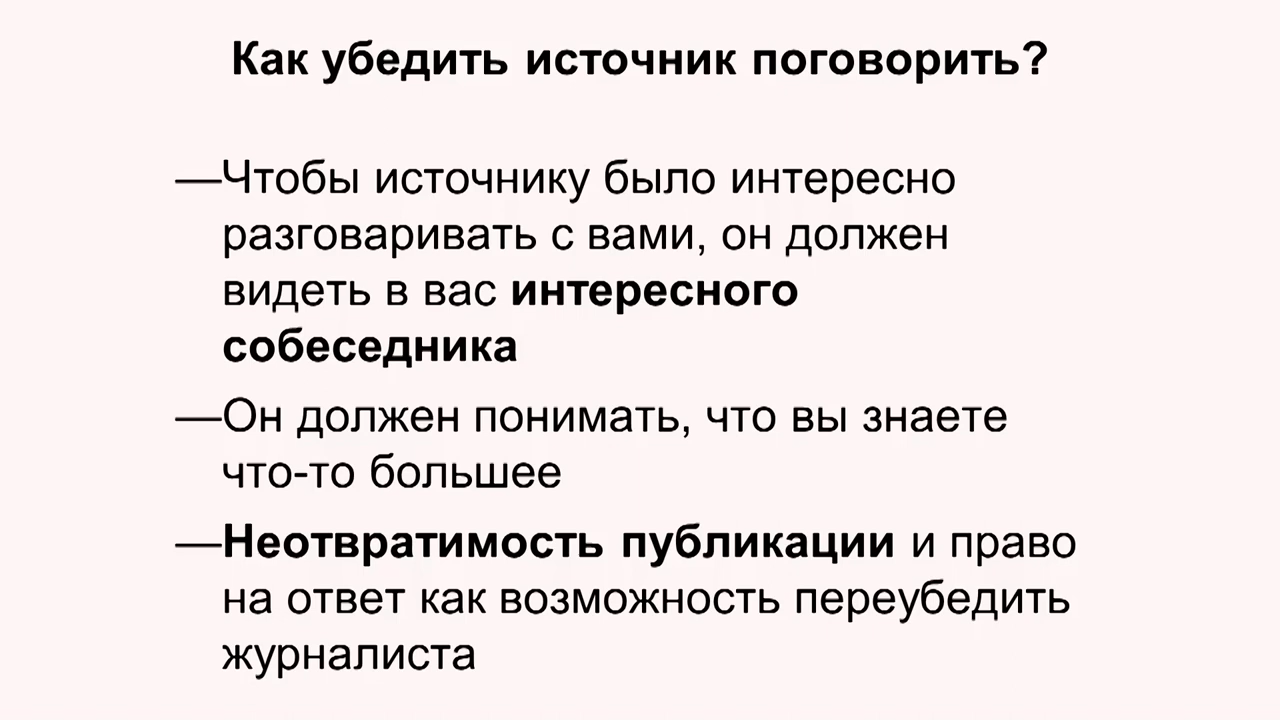 Как убедить источник поговорить?
—Чтобы источнику было интересно
разговаривать с вами, он должен
видеть в вас интересного
собеседника
—Он должен понимать, что вы знаете
что-то большее
—Неотвратимость публикации и право
на ответ как возможность переубедить
журналиста